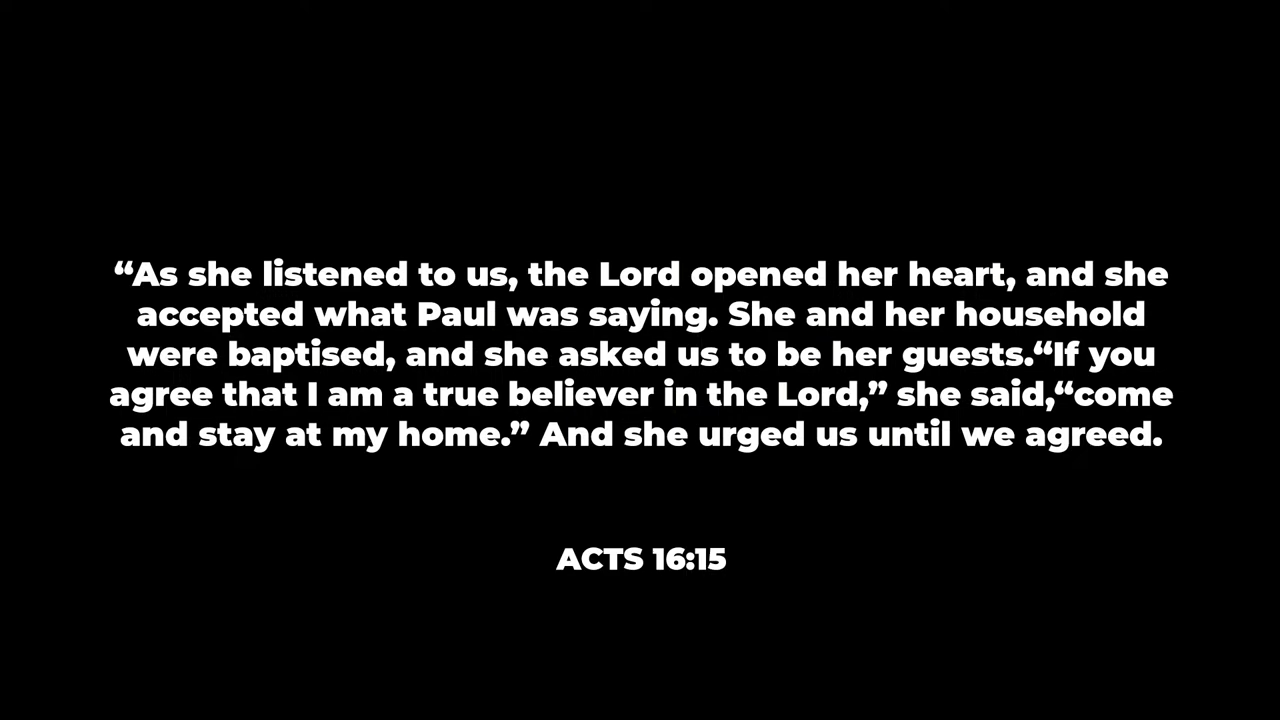 “As she listened to us, the Lord opened her heart, and she
accepted what Paul was saying. She and her household
were baptised, and she asked us to be her guests.“If you
agree that I am a true believer in the Lord,” she said,“come
and stay at my home.” And she urged us until we agreed.
ACTS 16:15